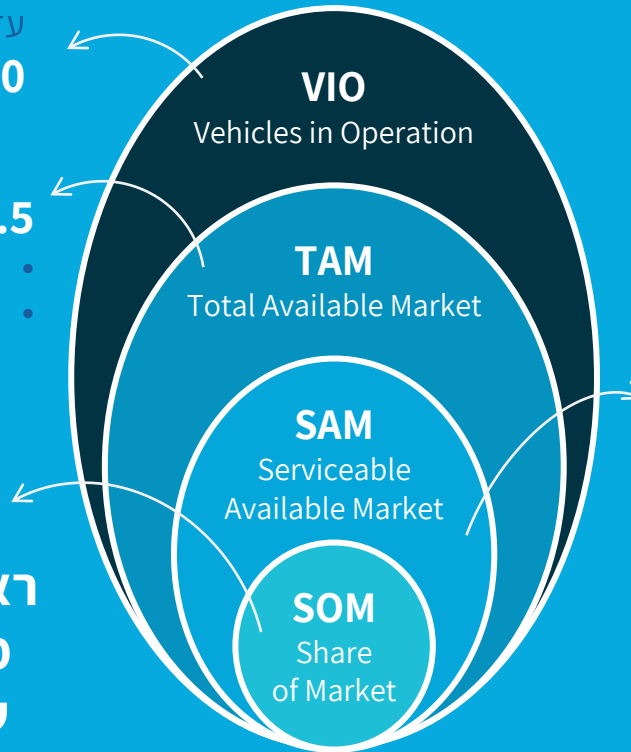 VIO
Vehicles in Operation
TAM
Total Available Market
SAM
Serviceable
Available Market
SOM
Share
of Market